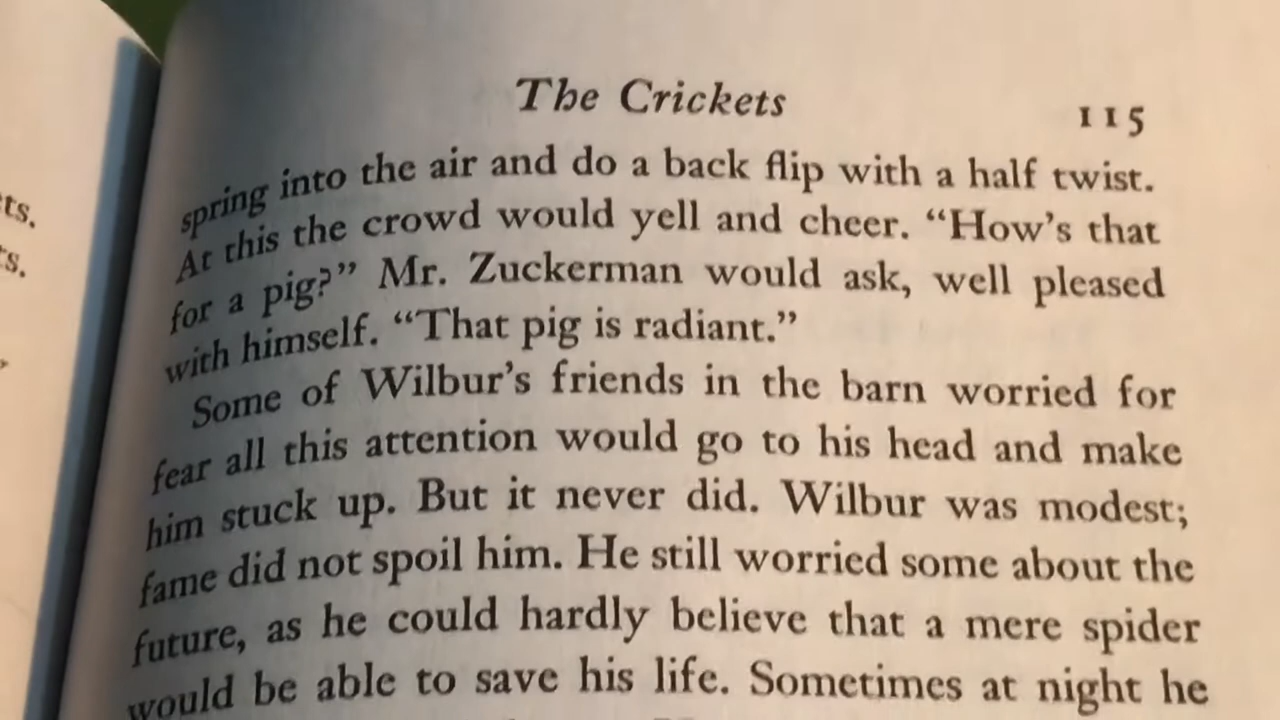 The Crickets 115
spring into the air and do a back flip with a half twist.
At this the crowd would yell and cheer. “How’s that
for a pig?” Mr. Zuckerman would ask, well pleased
with himself. “That pig is radiant.”
Some of Wilbur’s friends in the barn worried for
fear all this attention would go to his head and make
him stuck up. But it never did. Wilbur was modest;
fame did not spoil him. He still worried some about the
future, as he could hardly believe that a mere spider
would be able to save his life. Sometimes at night he